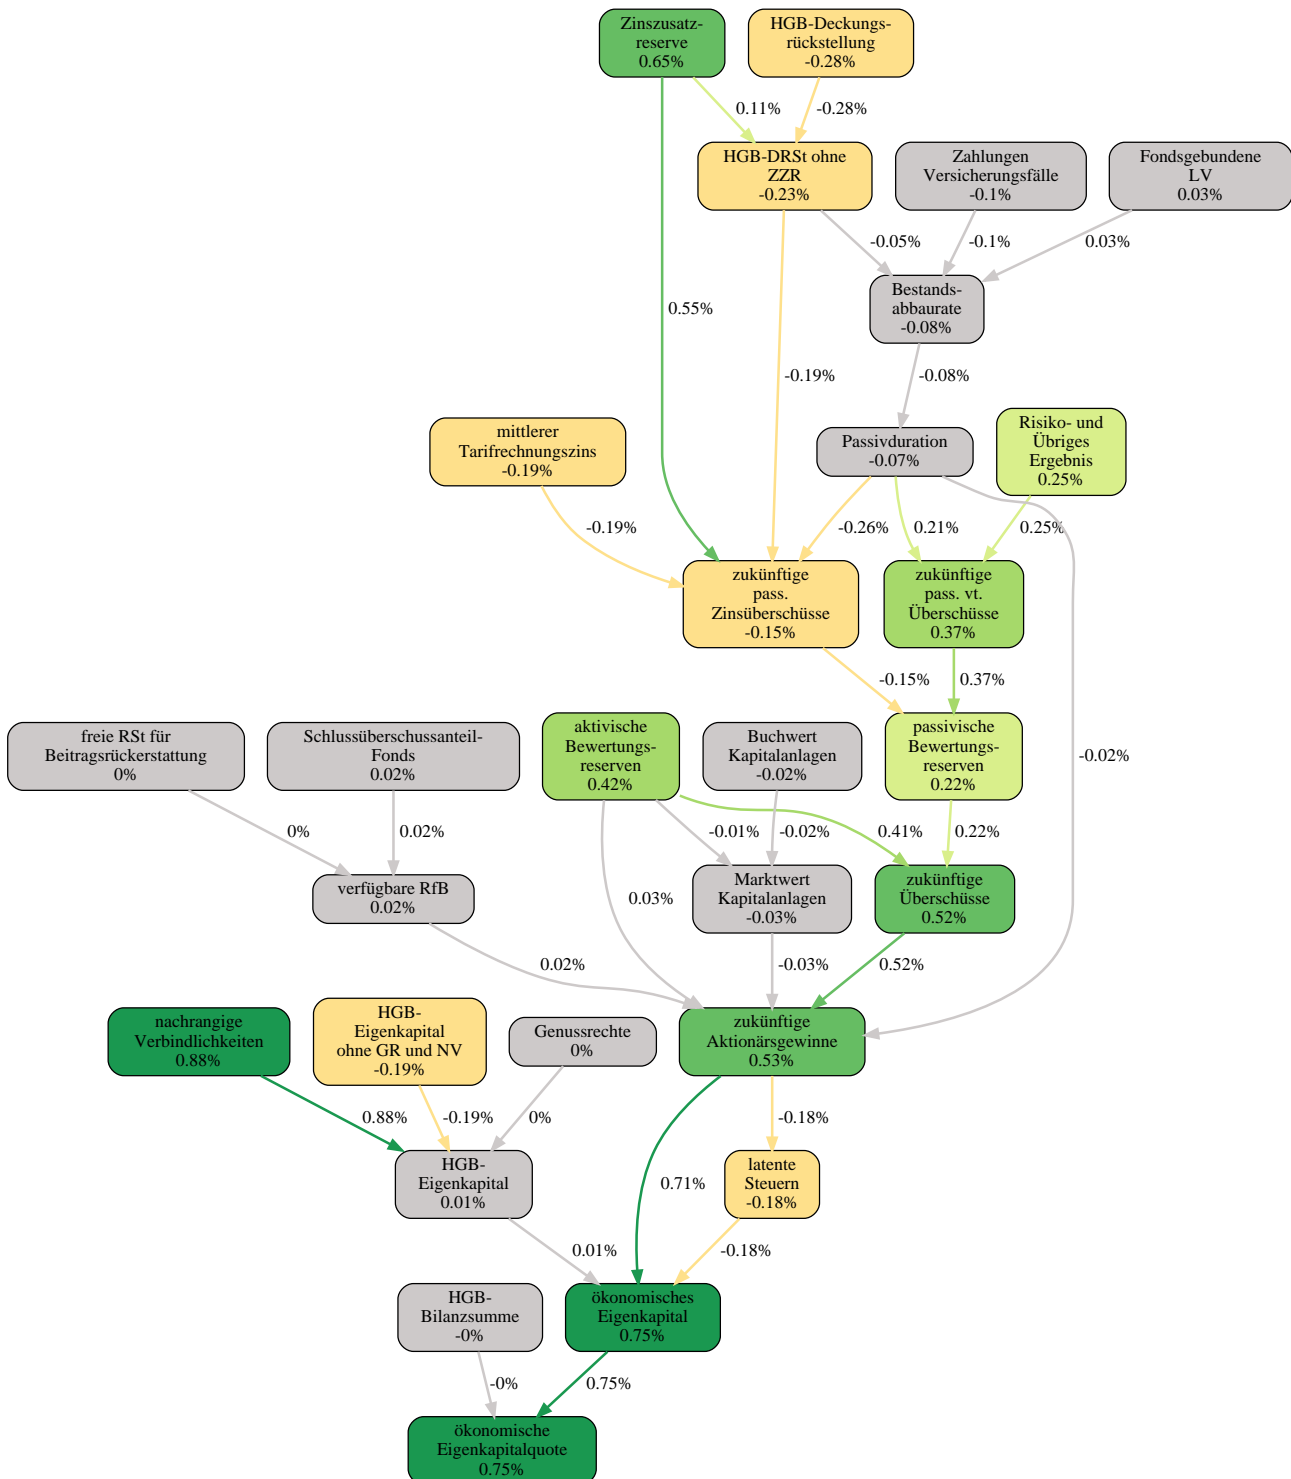 Zinszusatz-
reserve
0.65%
HGB-Deckungs-
rückstellung
-0.28%
0.11%
-0.28%
HGB-DRSt ohne
ZZR
-0.23%
Zahlungen
Versicherungsfälle
-0.1%
Fondsgebundene
LV
0.03%
-0.05%
-0.1%
0.03%
Bestands-
abbaurate
-0.08%
0.55%
-0.19%
-0.08%
mittlerer
Tarifrechnungszins
-0.19%
Passivduration
-0.07%
Risiko- und
Übriges
Ergebnis
0.25%
-0.19%
-0.26%
0.21%
0.25%
zukünftige
pass.
Zinsüberschüsse
-0.15%
zukünftige
pass. vt.
Überschüsse
0.37%
-0.15%
0.37%
freie RSt für
Beitragsrückerstattung
0%
Schlussüberschussanteil-
Fonds
0.02%
aktivische
Bewertungs-
reserven
0.42%
Buchwert
Kapitalanlagen
-0.02%
passivische
Bewertungs-
reserven
0.22%
-0.02%
0%
0.02%
-0.01%
-0.02%
0.41%
0.22%
verfügbare RfB
0.02%
0.03%
Marktwert
Kapitalanlagen
-0.03%
zukünftige
Überschüsse
0.52%
0.02%
-0.03%
0.52%
nachrangige
Verbindlichkeiten
0.88%
HGB-
Eigenkapital
ohne GR und NV
-0.19%
Genussrechte
0%
zukünftige
Aktionärsgewinne
0.53%
0.88%
-0.19%
0%
-0.18%
HGB-
Eigenkapital
0.01%
0.71%
latente
Steuern
-0.18%
0.01%
-0.18%
HGB-
Bilanzsumme
-0%
ökonomisches
Eigenkapital
0.75%
-0%
0.75%
ökonomische
Eigenkapitalquote
0.75%